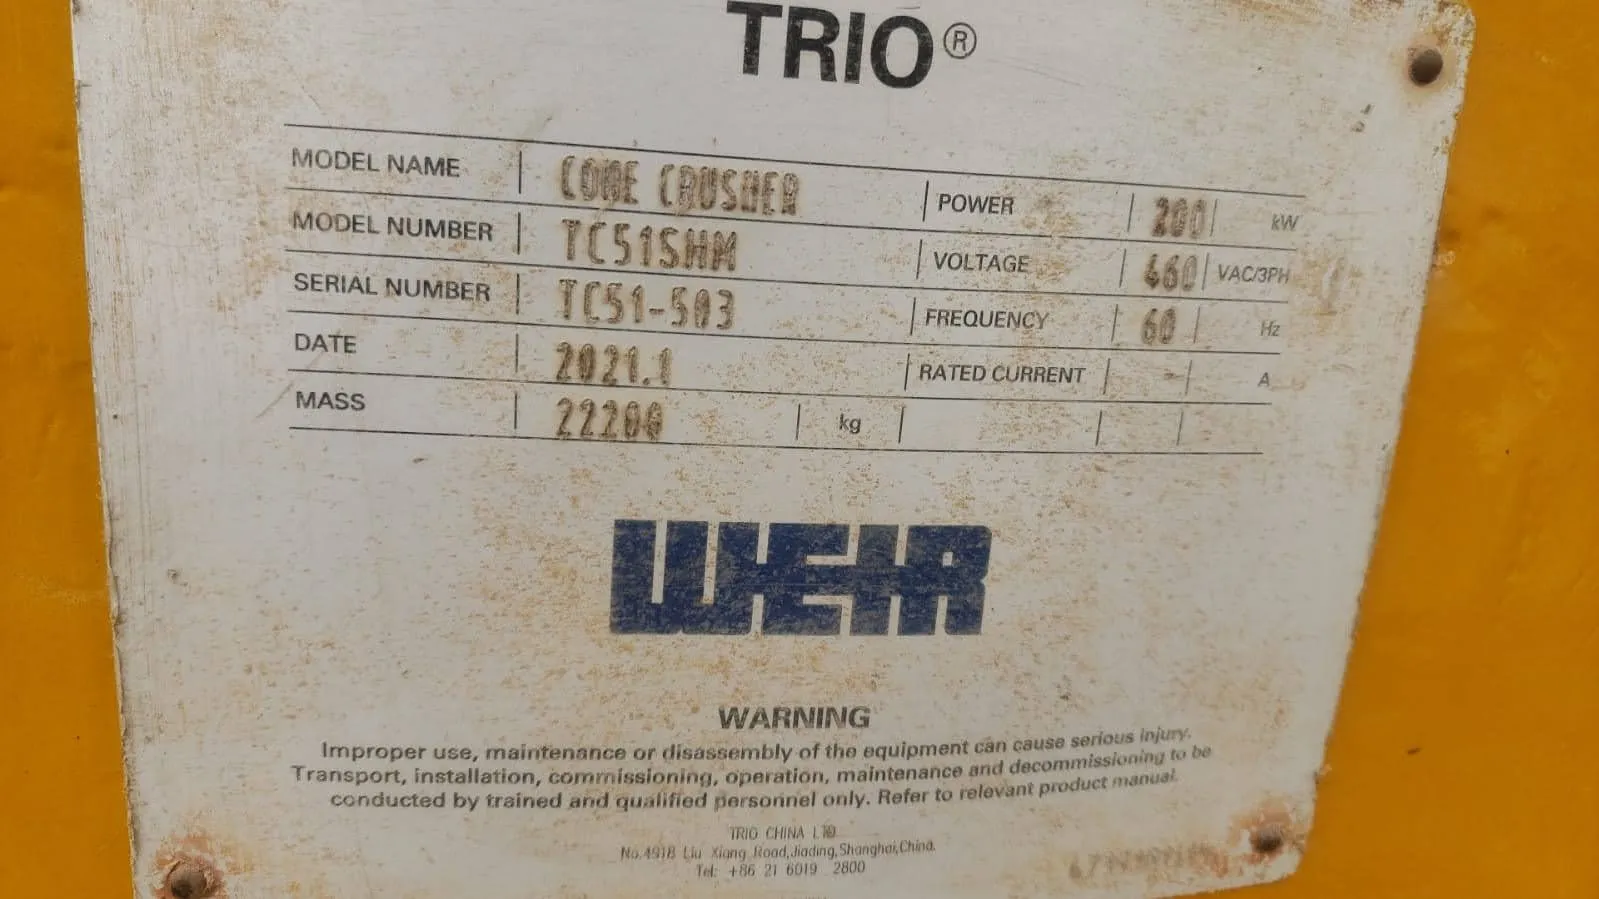 TRIO®
MODEL NAME CONE CRUSHER POWER 200 kW
MODEL NUMBER TC51SHM VOLTAGE 460 VAC/3PH
SERIAL NUMBER TC51-503 FREQUENCY 60 Hz
DATE 2021.1 RATED CURRENT - A
MASS 22200 kg
WEIR
WARNING
Improper use, maintenance or disassembly of the equipment can cause serious injury.
Transport, installation, commissioning, operation, maintenance and decommissioning to be
conducted by trained and qualified personnel only. Refer to relevant product manual.
TRIO CHINA LTD
No.4918 Liu Xiang Road,Jiading,Shanghai,China.
Tel: +86 21 6019 2800